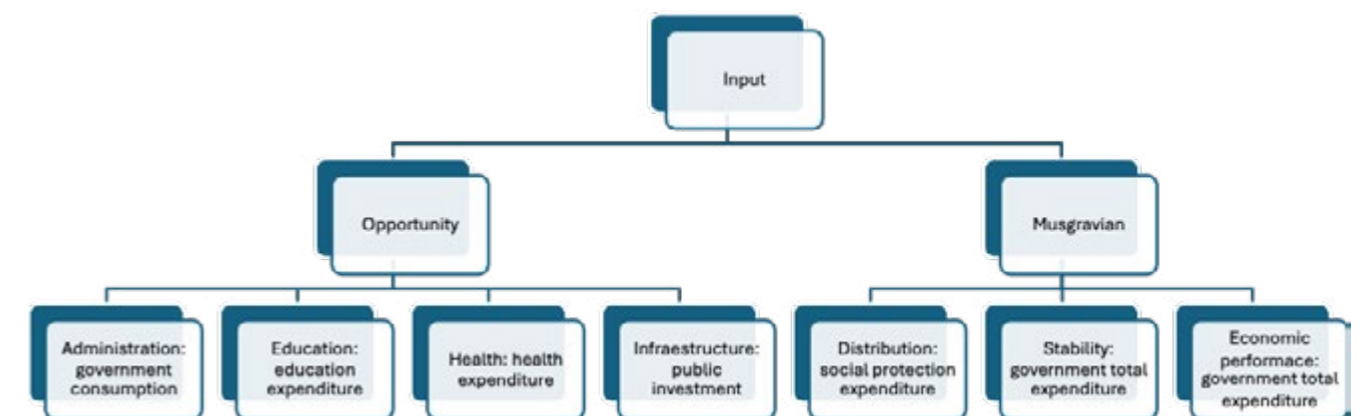 Input
Opportunity
Musgravian
Administration:
government
consumption
Education:
education
expenditure
Health: health
expenditure
Infraestructure:
public
investment
Distribution:
social protection
expenditure
Stability:
government total
expenditure
Economic
performace:
government total
expenditure